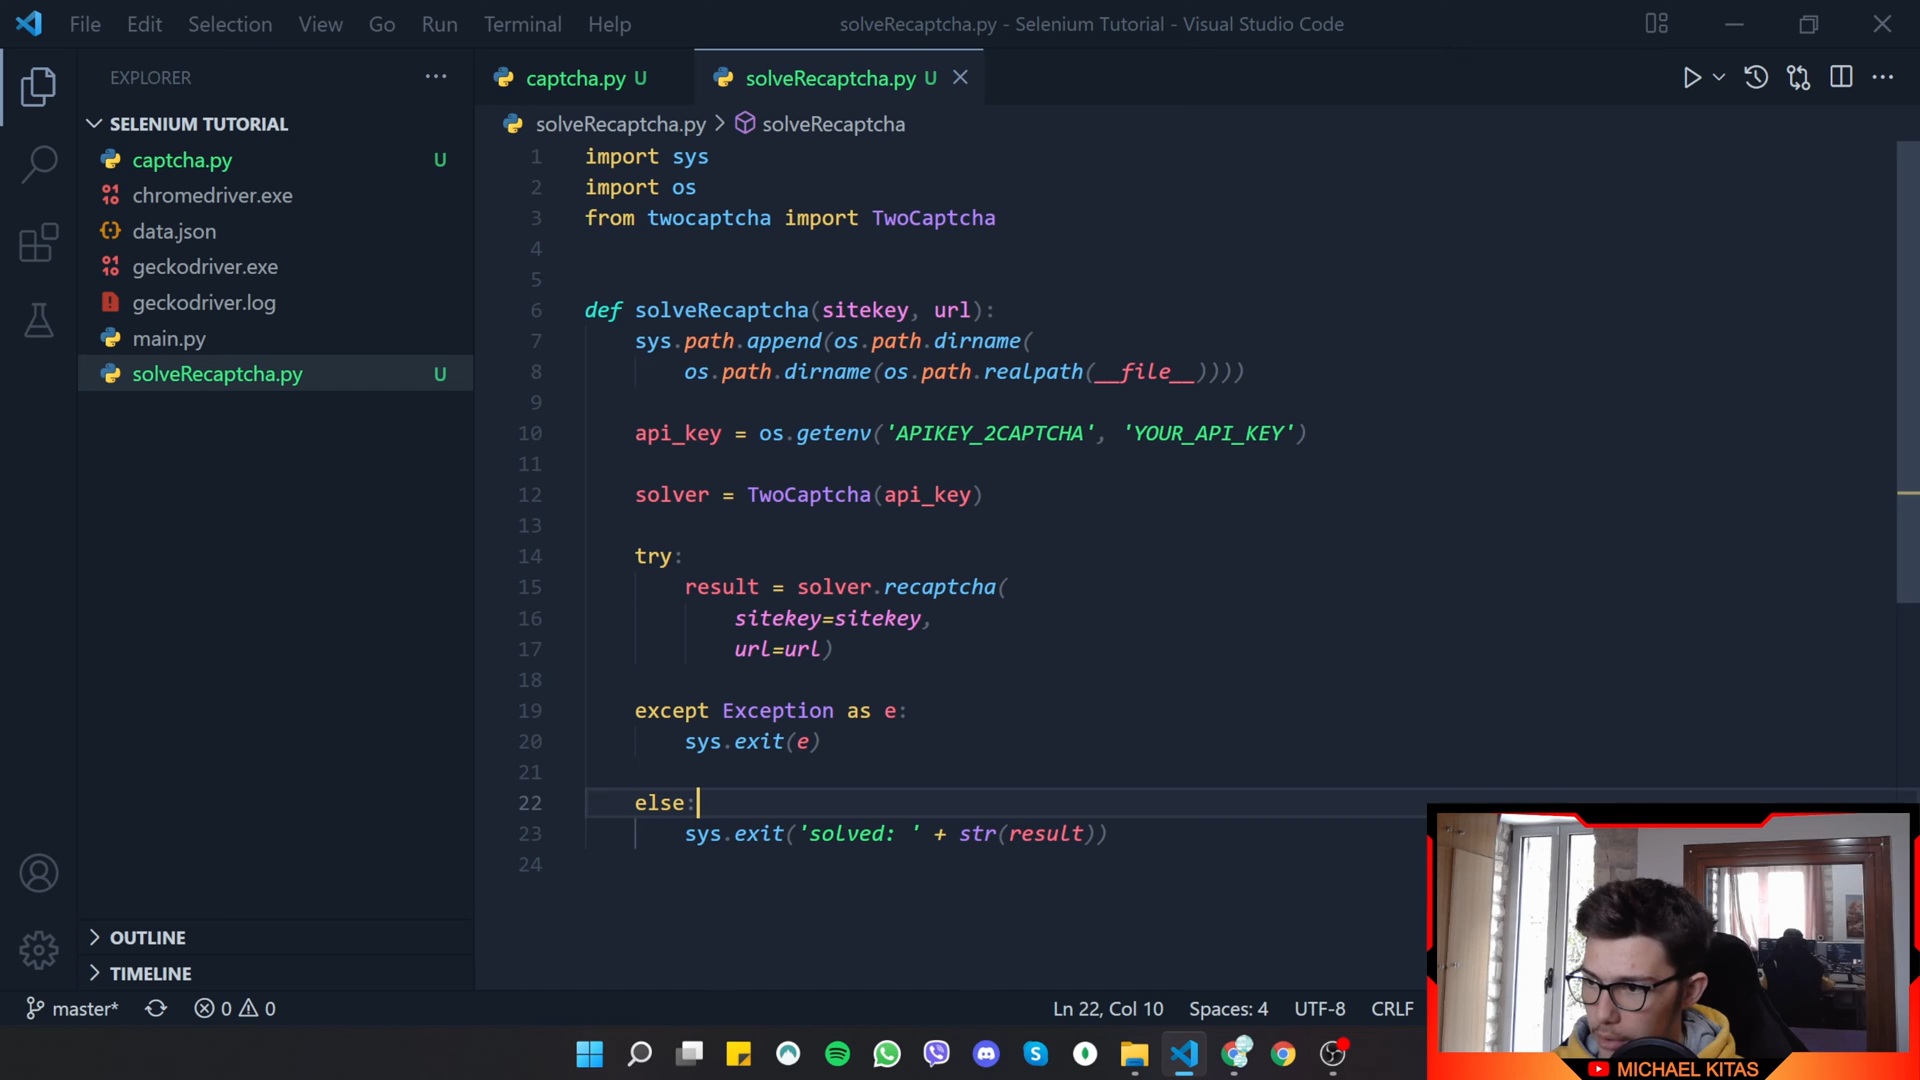 File Edit Selection View Go Run Terminal Help
solveRecaptcha.py - Selenium Tutorial - Visual Studio Code
EXPLORER
captcha.py U
solveRecaptcha.py U
SELENIUM TUTORIAL
captcha.py U
chromedriver.exe
data.json
geckodriver.exe
geckodriver.log
main.py
solveRecaptcha.py U
OUTLINE
TIMELINE
solveRecaptcha.py > solveRecaptcha
1 import sys
2 import os
3 from twocaptcha import TwoCaptcha
4
5
6 def solveRecaptcha(sitekey, url):
7 sys.path.append(os.path.dirname(
8 os.path.dirname(os.path.realpath(__file__))))
9
10 api_key = os.getenv('APIKEY_2CAPTCHA', 'YOUR_API_KEY')
11
12 solver = TwoCaptcha(api_key)
13
14 try:
15 result = solver.recaptcha(
16 sitekey=sitekey,
17 url=url)
18
19 except Exception as e:
20 sys.exit(e)
21
22 else:
23 sys.exit('solved: ' + str(result))
24
master* 0 0
Ln 22, Col 10 Spaces: 4 UTF-8 CRLF
MICHAEL KITAS